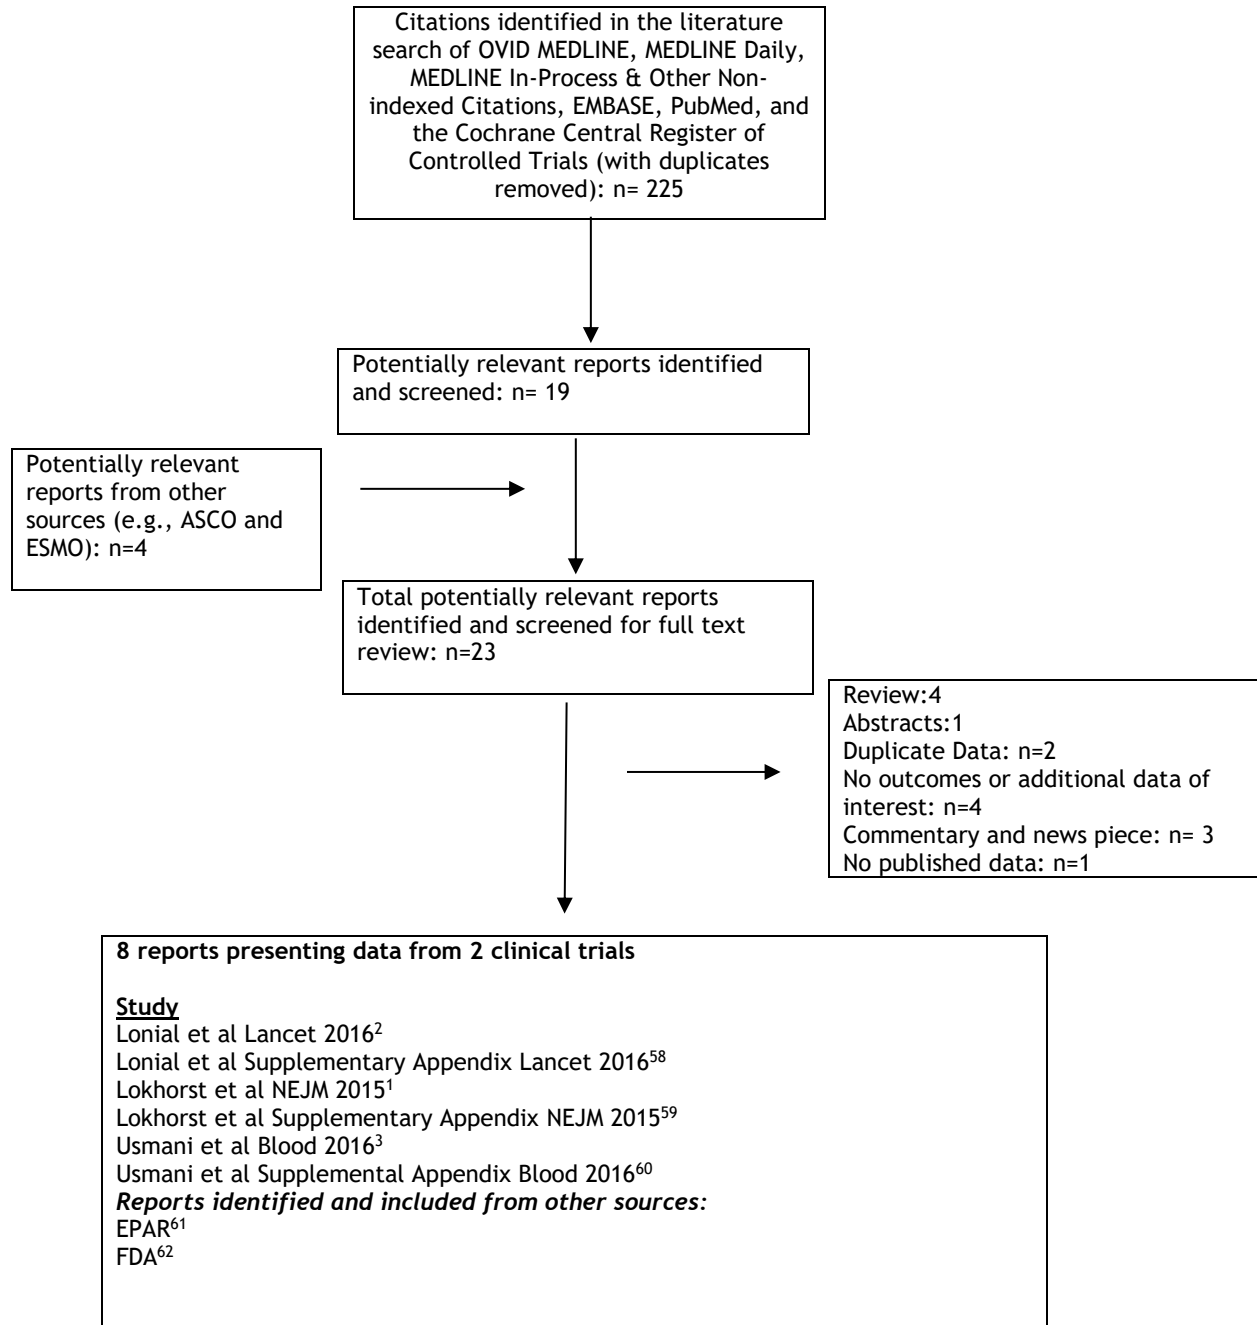 Citations identified in the literature
search of OVID MEDLINE, MEDLINE Daily,
MEDLINE In-Process & Other Non-
indexed Citations, EMBASE, PubMed, and
the Cochrane Central Register of
Controlled Trials (with duplicates
removed): n= 225
Potentially relevant reports identified
and screened: n= 19
Potentially relevant
reports from other
sources (e.g., ASCO and
ESMO): n=4
Total potentially relevant reports
identified and screened for full text
review: n=23
Review:4
Abstracts:1
Duplicate Data: n=2
No outcomes or additional data of
interest: n=4
Commentary and news piece: n= 3
No published data: n=1
8 reports presenting data from 2 clinical trials
Study
Lonial et al Lancet 2016²
Lonial et al Supplementary Appendix Lancet 2016⁵⁸
Lokhorst et al NEJM 2015¹
Lokhorst et al Supplementary Appendix NEJM 2015⁵⁹
Usmani et al Blood 2016³
Usmani et al Supplemental Appendix Blood 2016⁶⁰
Reports identified and included from other sources:
EPAR⁶¹
FDA⁶²